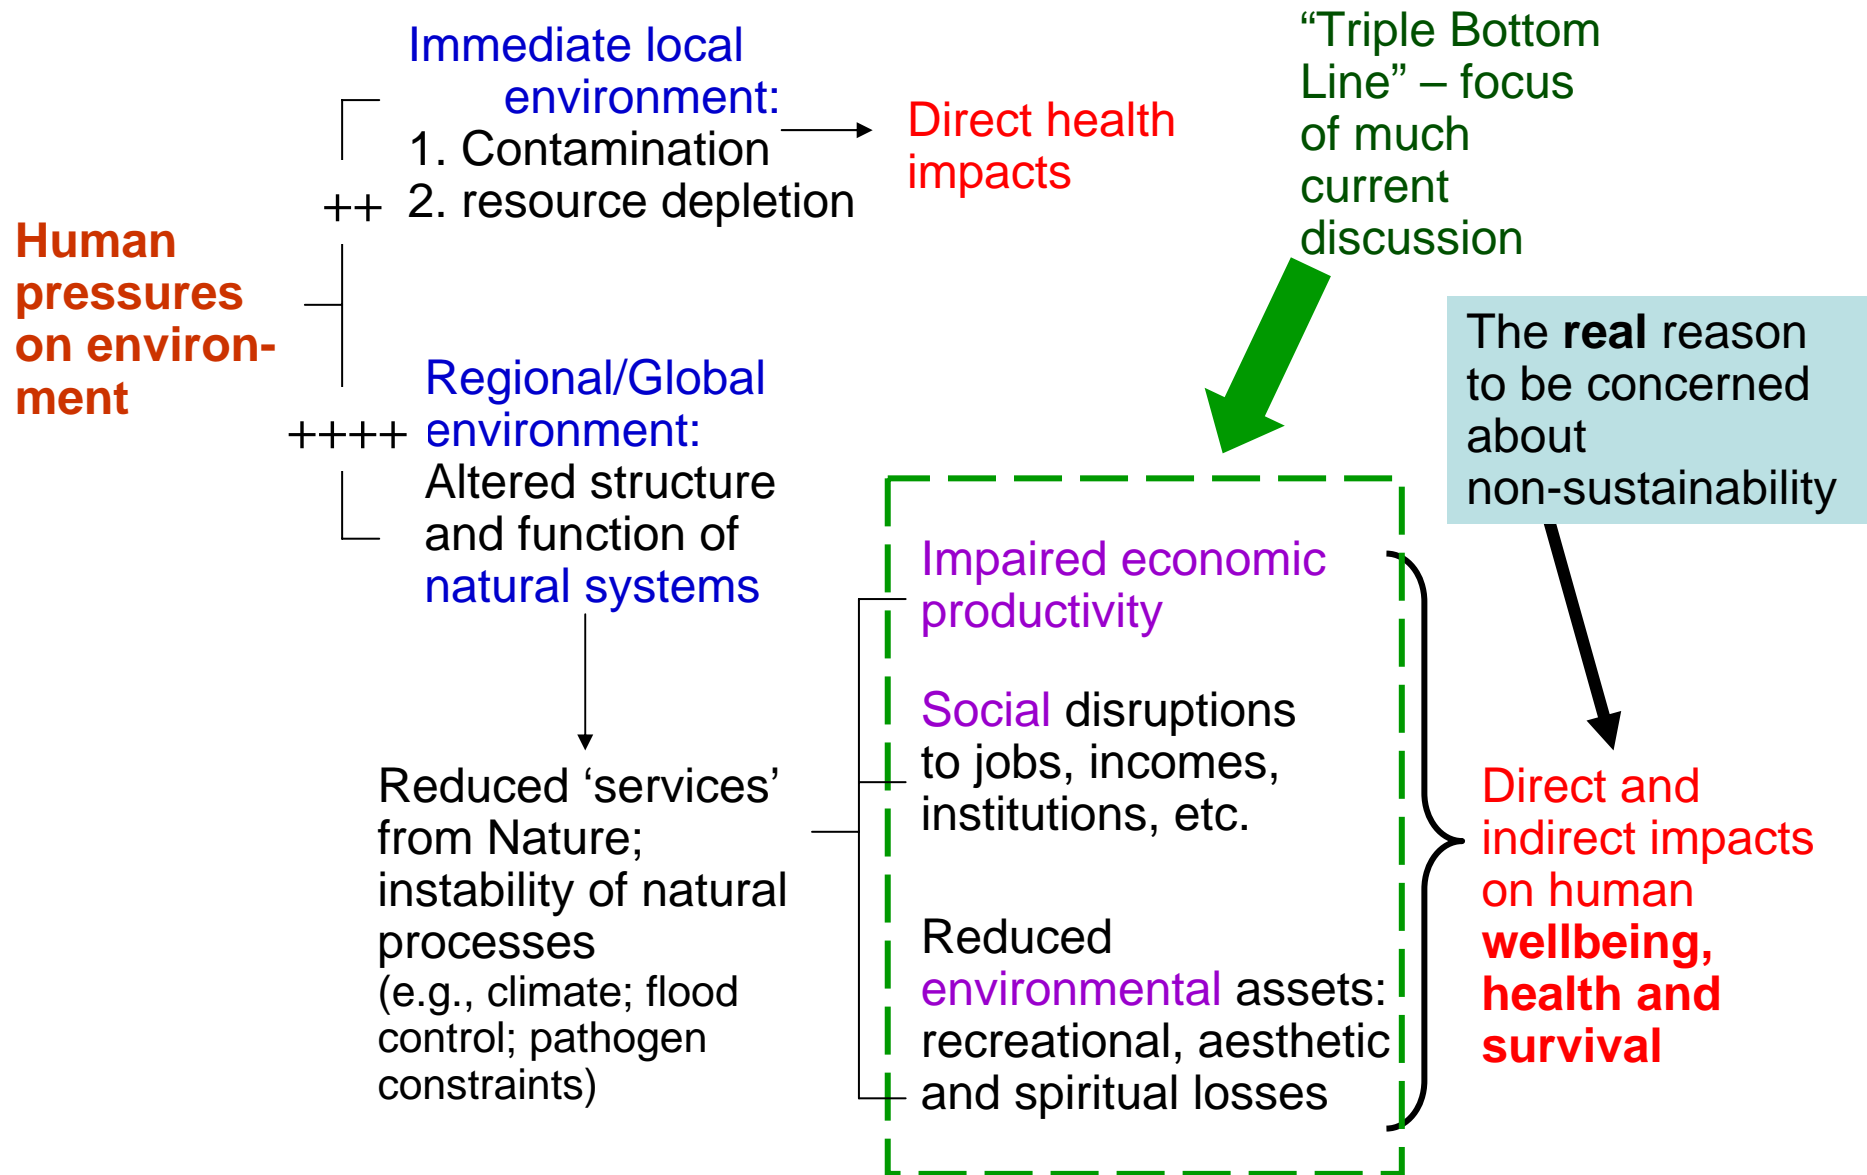 Human
pressures
on environ-
ment
++
++++
Immediate local
environment:
1. Contamination
2. resource depletion
Direct health
impacts
Regional/Global
environment:
Altered structure
and function of
natural systems
Reduced ‘services’
from Nature;
instability of natural
processes
(e.g., climate; flood
control; pathogen
constraints)
“Triple Bottom
Line” – focus
of much
current
discussion
Impaired economic
productivity
Social disruptions
to jobs, incomes,
institutions, etc.
Reduced
environmental assets:
recreational, aesthetic
and spiritual losses
The real reason
to be concerned
about
non-sustainability
Direct and
indirect impacts
on human
wellbeing,
health and
survival